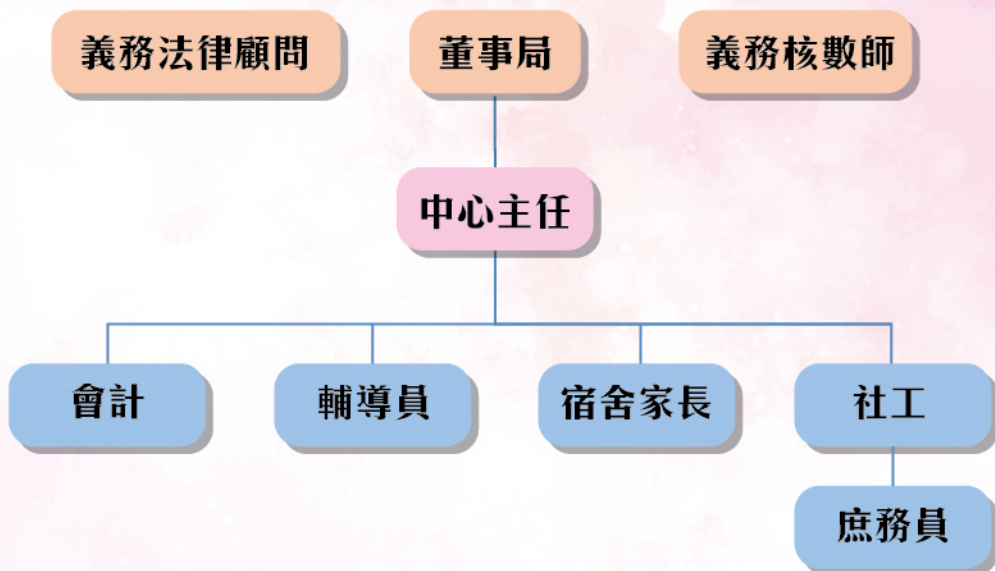 義務法律顧問
董事局
義務核數師
中心主任
會計
輔導員
宿舍家長
社工
庶務員